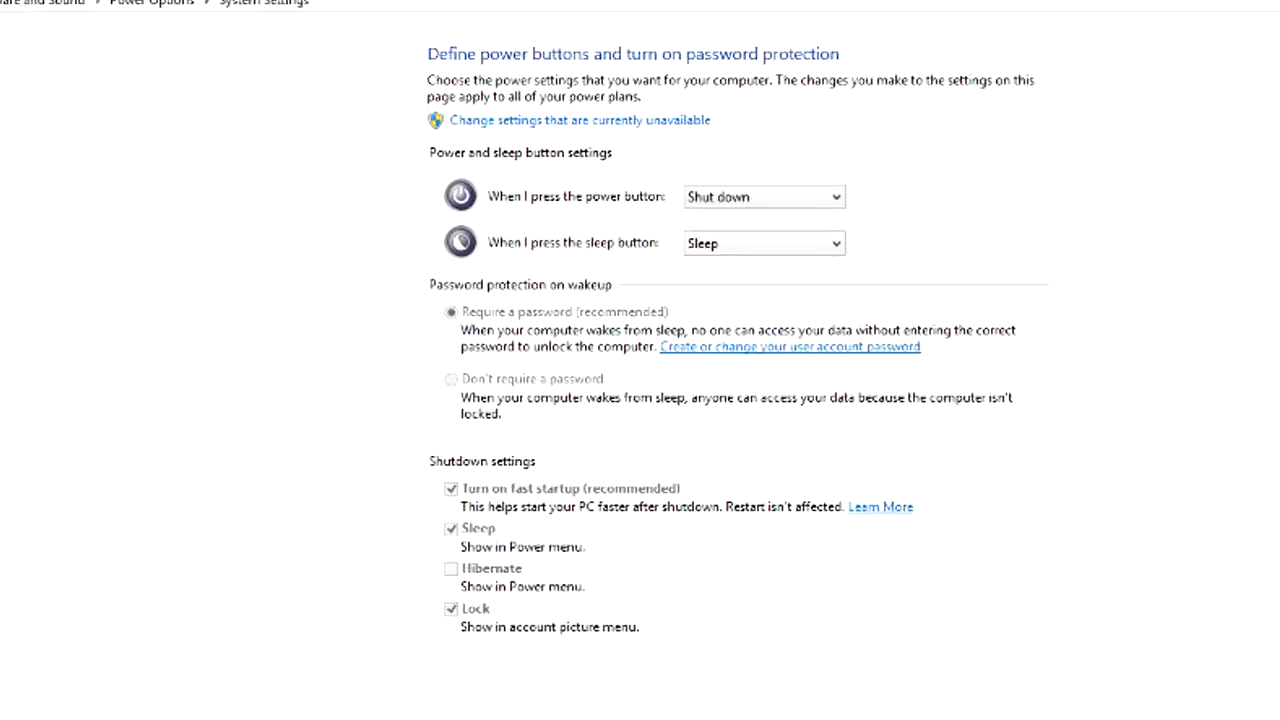 and Sound Power Options System Settings
Define power buttons and turn on password protection
Choose the power settings that you want for your computer. The changes you make to the settings on this
page apply to all of your power plans.
Change settings that are currently unavailable
Power and sleep button settings
When I press the power button: Shut down
When I press the sleep button: Sleep
Password protection on wakeup
Require a password (recommended)
When your computer wakes from sleep, no one can access your data without entering the correct
password to unlock the computer. Create or change your user account password
Don't require a password
When your computer wakes from sleep, anyone can access your data because the computer isn't
locked.
Shutdown settings
Turn on fast startup (recommended)
This helps start your PC faster after shutdown. Restart isn't affected. Learn More
Sleep
Show in Power menu.
Hibernate
Show in Power menu.
Lock
Show in account picture menu.